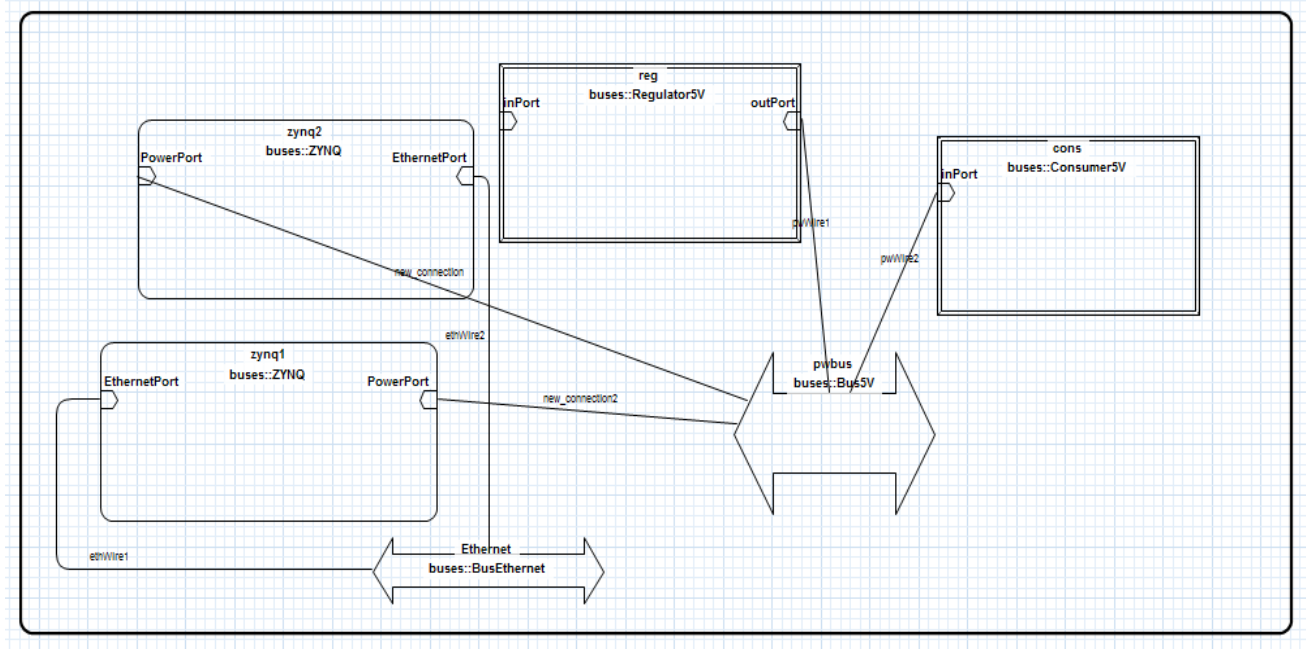 reg
buses::Regulator5V
inPort
outPort
zynq2
buses::ZYNQ
PowerPort
EthernetPort
cons
buses::Consumer5V
inPort
pwWire1
pwWire2
new_connection
ethWire2
zynq1
buses::ZYNQ
EthernetPort
PowerPort
new_connection2
pwbus
buses::Bus5V
ethWire1
Ethernet
buses::BusEthernet